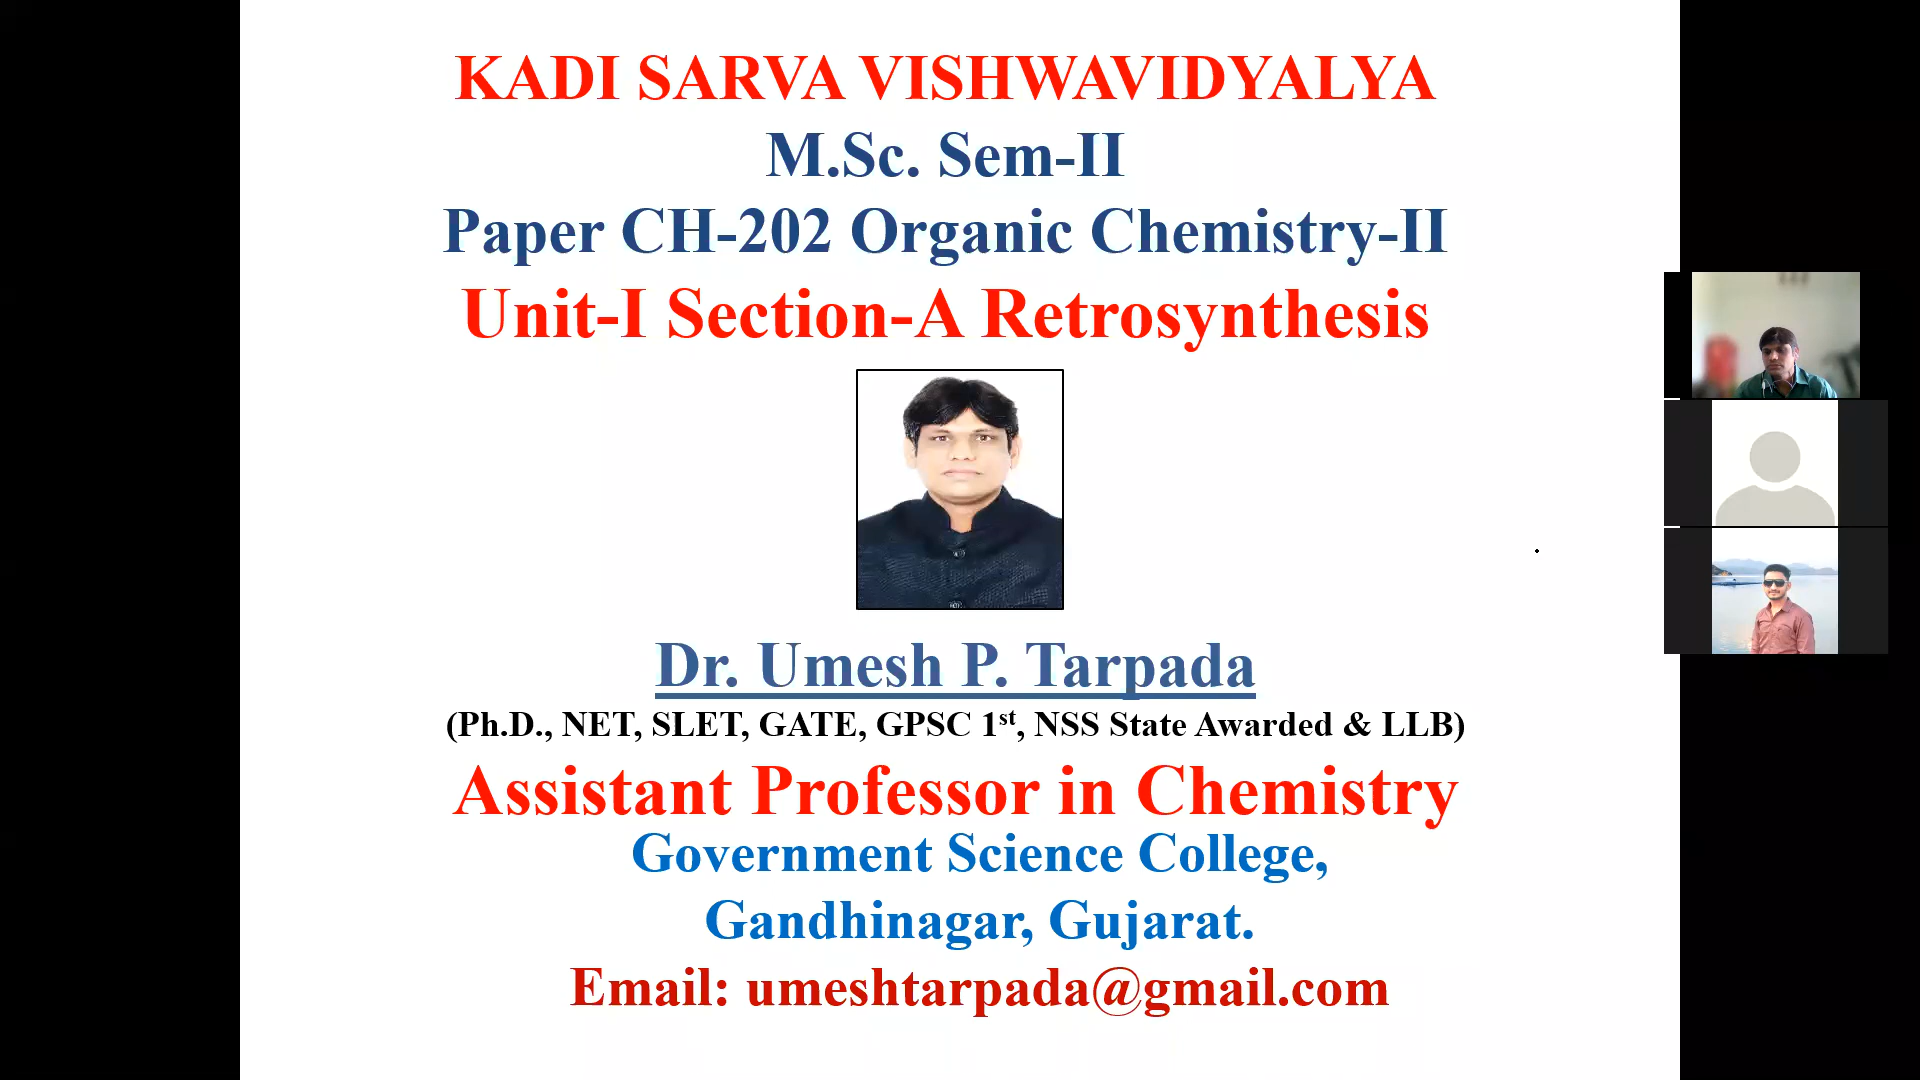 KADI SARVA VISHWAVIDYALYA
M.Sc. Sem-II
Paper CH-202 Organic Chemistry-II
Unit-I Section-A Retrosynthesis
Dr. Umesh P. Tarpada
(Ph.D., NET, SLET, GATE, GPSC 1st, NSS State Awarded & LLB)
Assistant Professor in Chemistry
Government Science College,
Gandhinagar, Gujarat.
Email: umeshtarpada@gmail.com